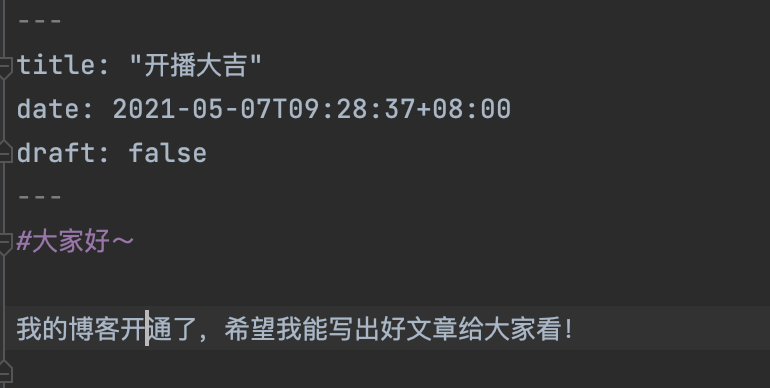 ---
title: "开播大吉"
date: 2021-05-07T09:28:37+08:00
draft: false
---
#大家好～
我的博客开通了，希望我能写出好文章给大家看！